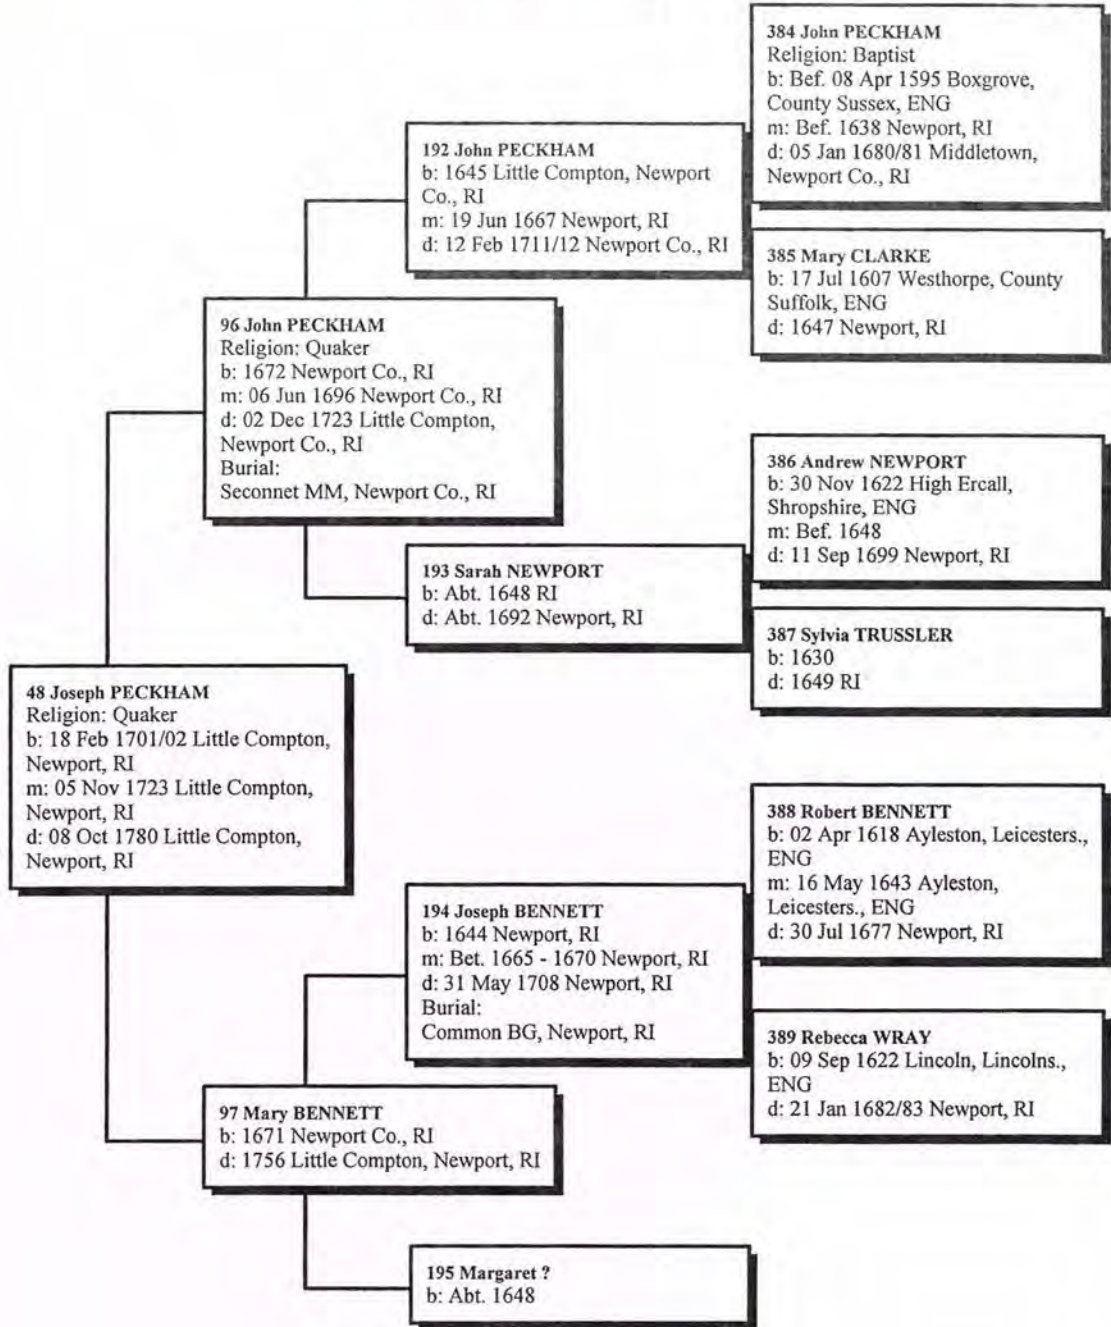 384 John PECKHAM
Religion: Baptist
b: Bef. 08 Apr 1595 Boxgrove,
County Sussex, ENG
m: Bef. 1638 Newport, RI
d: 05 Jan 1680/81 Middletown,
Newport Co., RI
192 John PECKHAM
b: 1645 Little Compton, Newport
Co., RI
m: 19 Jun 1667 Newport, RI
d: 12 Feb 1711/12 Newport Co., RI
385 Mary CLARKE
b: 17 Jul 1607 Westhorpe, County
Suffolk, ENG
d: 1647 Newport, RI
96 John PECKHAM
Religion: Quaker
b: 1672 Newport Co., RI
m: 06 Jun 1696 Newport Co., RI
d: 02 Dec 1723 Little Compton,
Newport Co., RI
Burial:
Seconnet MM, Newport Co., RI
386 Andrew NEWPORT
b: 30 Nov 1622 High Ercall,
Shropshire, ENG
m: Bef. 1648
d: 11 Sep 1699 Newport, RI
193 Sarah NEWPORT
b: Abt. 1648 RI
d: Abt. 1692 Newport, RI
387 Sylvia TRUSSLER
b: 1630
d: 1649 RI
48 Joseph PECKHAM
Religion: Quaker
b: 18 Feb 1701/02 Little Compton,
Newport, RI
m: 05 Nov 1723 Little Compton,
Newport, RI
d: 08 Oct 1780 Little Compton,
Newport, RI
388 Robert BENNETT
b: 02 Apr 1618 Ayleston, Leicesters.,
ENG
m: 16 May 1643 Ayleston,
Leicesters., ENG
d: 30 Jul 1677 Newport, RI
194 Joseph BENNETT
b: 1644 Newport, RI
m: Bet. 1665 - 1670 Newport, RI
d: 31 May 1708 Newport, RI
Burial:
Common BG, Newport, RI
389 Rebecca WRAY
b: 09 Sep 1622 Lincoln, Lincolns.,
ENG
d: 21 Jan 1682/83 Newport, RI
97 Mary BENNETT
b: 1671 Newport Co., RI
d: 1756 Little Compton, Newport, RI
195 Margaret ?
b: Abt. 1648